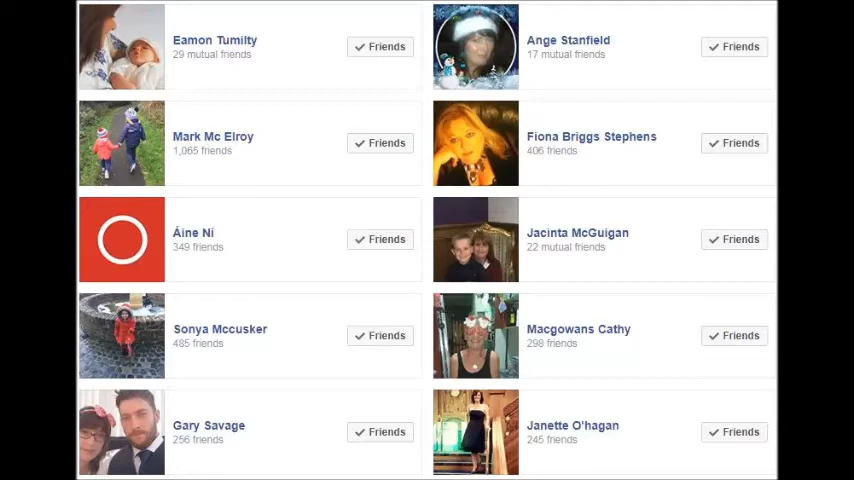 Eamon Tumilty
29 mutual friends
Friends
Ange Stanfield
17 mutual friends
Friends
Mark Mc Elroy
1,065 friends
Friends
Fiona Briggs Stephens
406 friends
Friends
Áine Ní
349 friends
Friends
Jacinta McGuigan
22 mutual friends
Friends
Sonya Mccusker
485 friends
Friends
Macgowans Cathy
298 friends
Friends
Gary Savage
256 friends
Friends
Janette O'hagan
245 friends
Friends